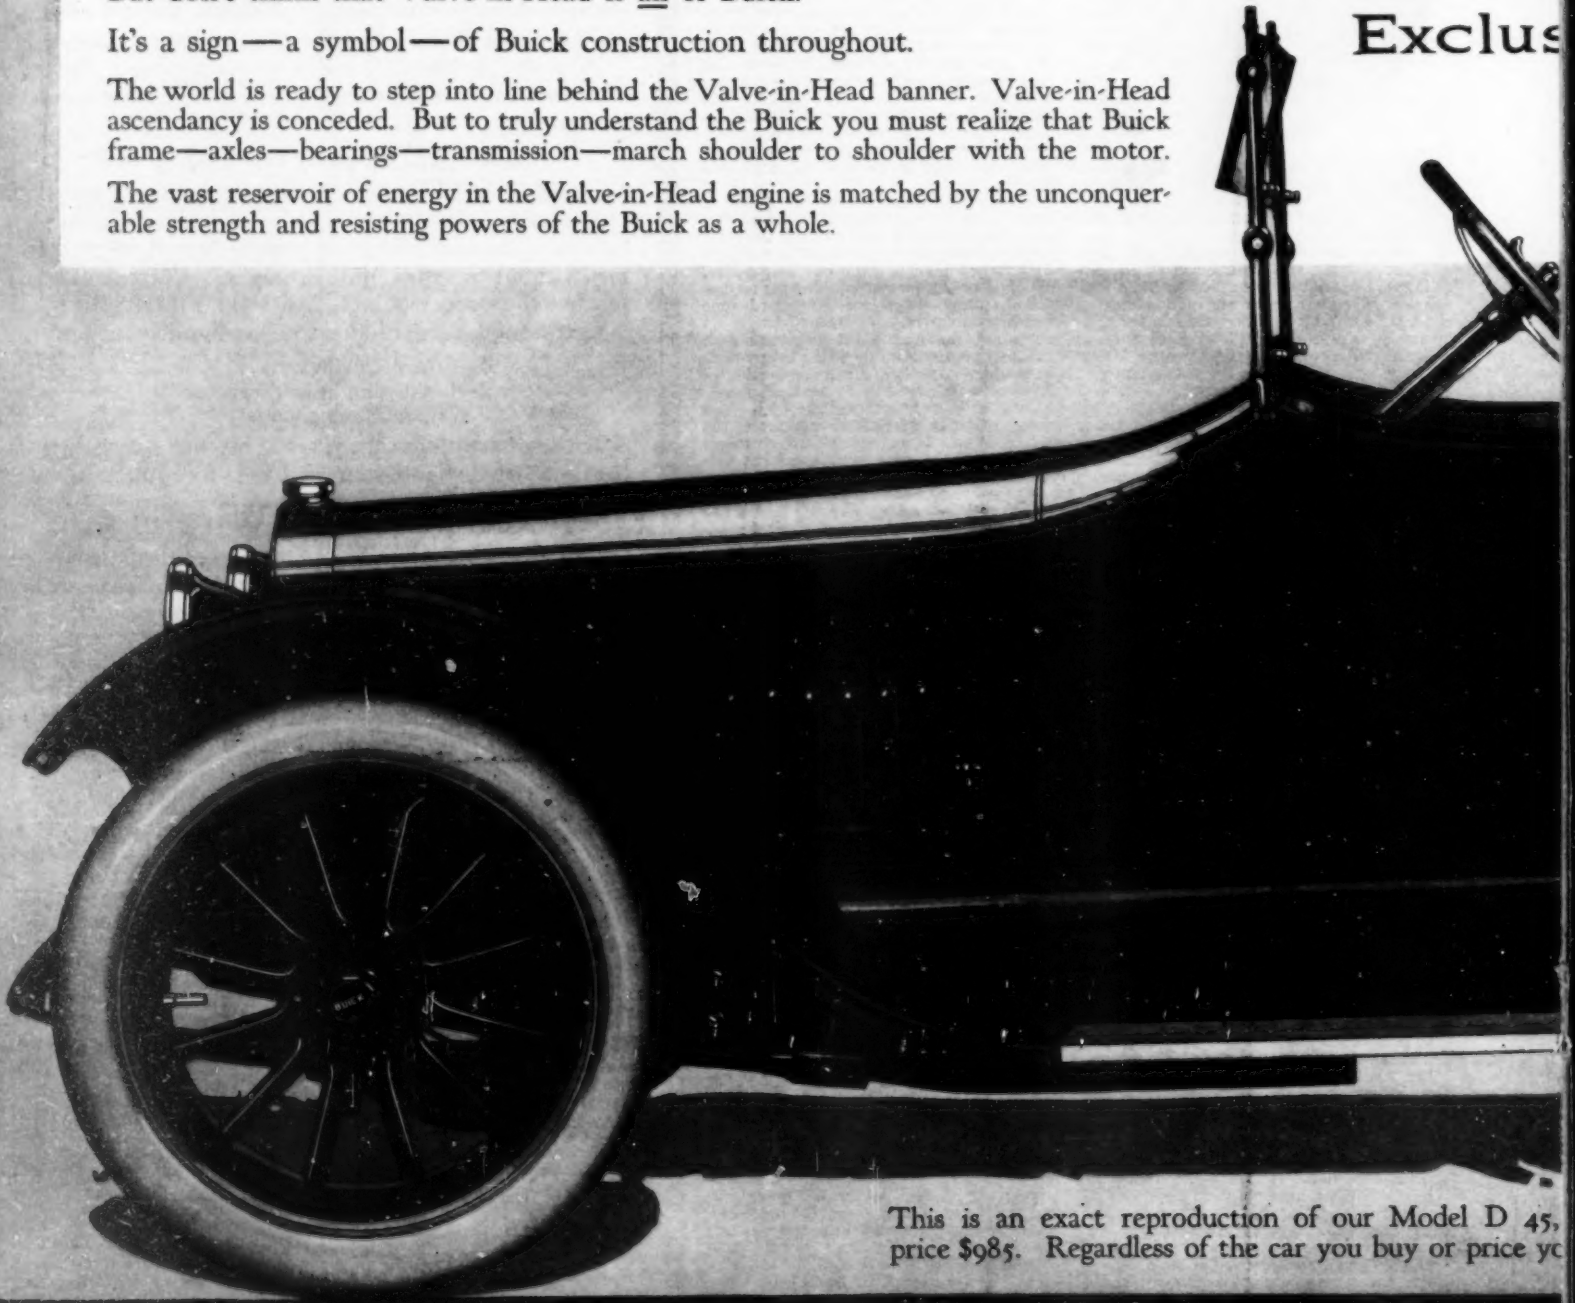 It's a sign—a symbol—of Buick construction throughout.
Exclus
The world is ready to step into line behind the Valve-in-Head banner. Valve-in-Head
ascendancy is conceded. But to truly understand the Buick you must realize that Buick
frame—axles—bearings—transmission—march shoulder to shoulder with the motor.
The vast reservoir of energy in the Valve-in-Head engine is matched by the unconquer-
able strength and resisting powers of the Buick as a whole.
BUICK
This is an exact reproduction of our Model D 45,
price $985. Regardless of the car you buy or price yo